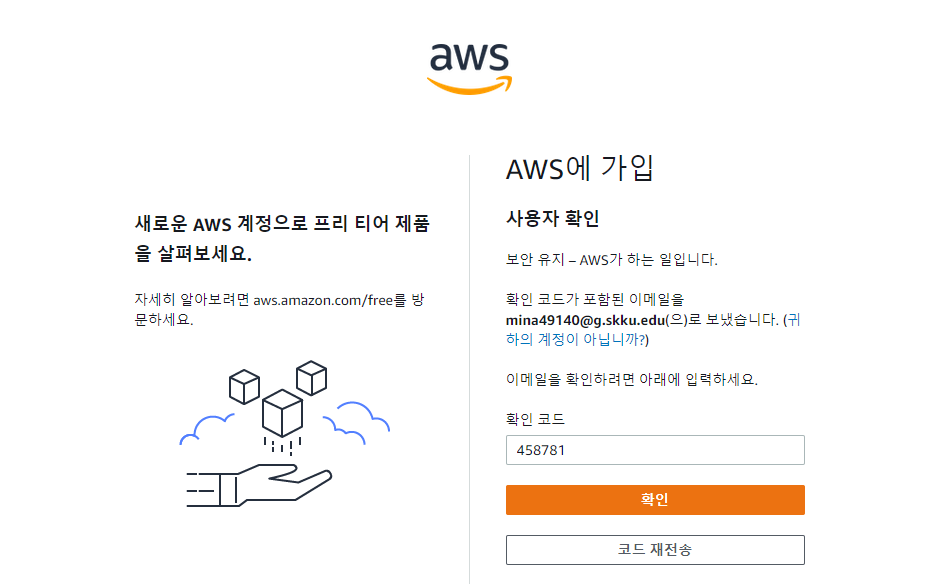 aws
새로운 AWS 계정으로 프리 티어 제품
을 살펴보세요.
자세히 알아보려면 aws.amazon.com/free를 방
문하세요.
AWS에 가입
사용자 확인
보안 유지 – AWS가 하는 일입니다.
확인 코드가 포함된 이메일을
mina49140@g.skku.edu(으)로 보냈습니다. (귀
하의 계정이 아닙니까?)
이메일을 확인하려면 아래에 입력하세요.
확인 코드
458781
확인
코드 재전송